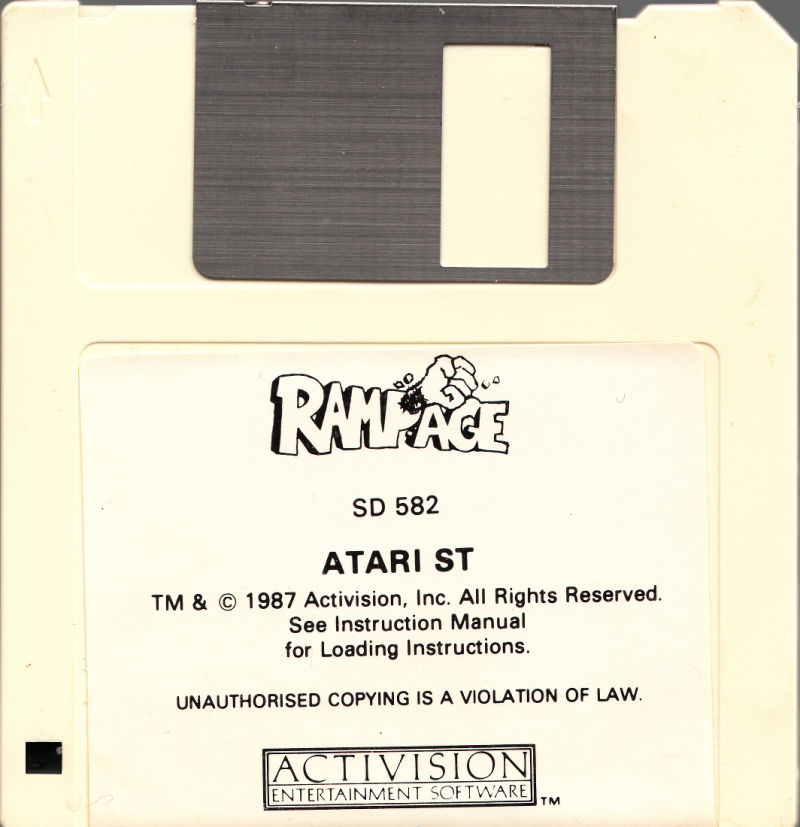 RAMPAGE
SD 582
ATARI ST
TM & © 1987 Activision, Inc. All Rights Reserved.
See Instruction Manual
for Loading Instructions.
UNAUTHORISED COPYING IS A VIOLATION OF LAW.
ACTIVISION
ENTERTAINMENT SOFTWARE TM